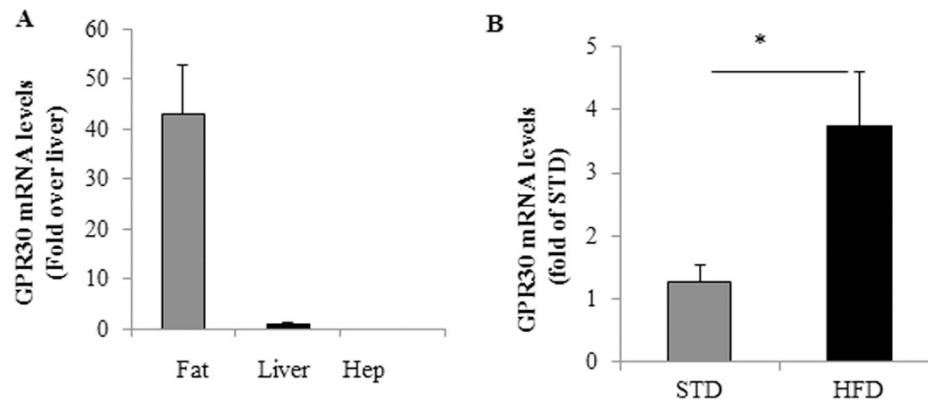 A
GPR30 mRNA levels
(Fold over liver)
60
50
40
30
20
10
0
Fat Liver Hep
B
GPR30 mRNA levels
(fold of STD)
5
4
3
2
1
0
*
STD HFD